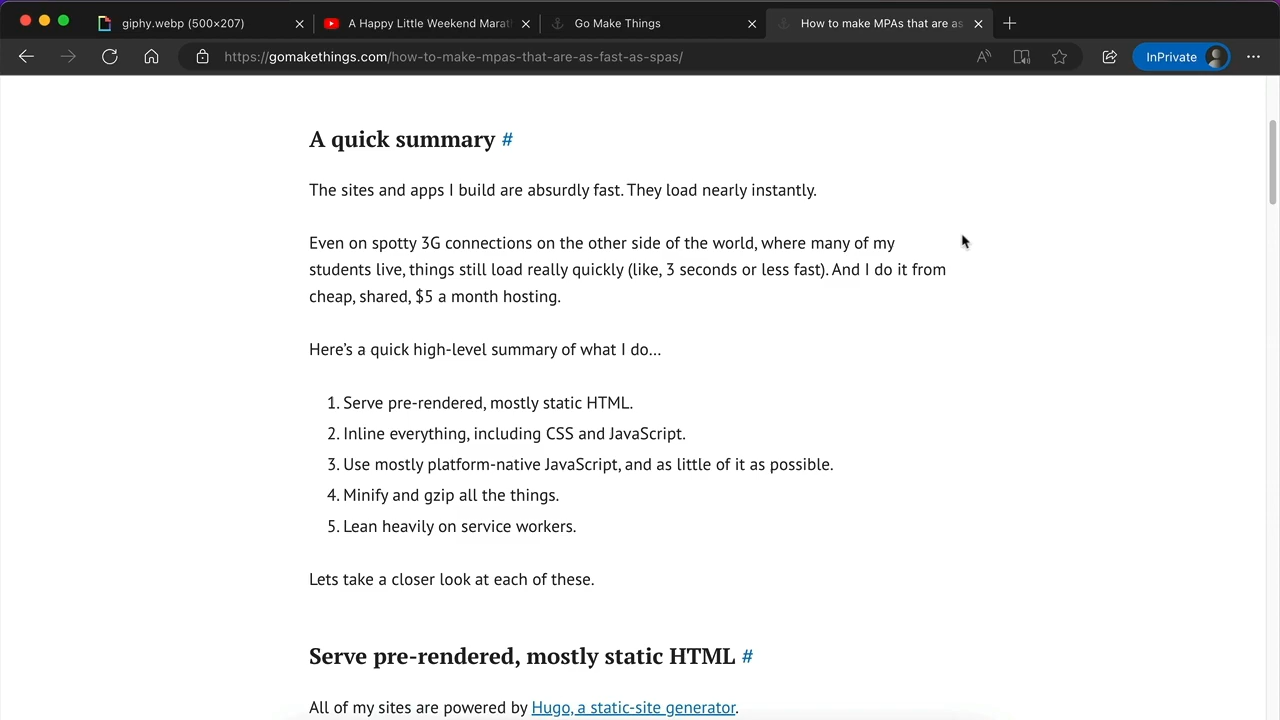 giphy.webp (500×207)
A Happy Little Weekend Marat
Go Make Things
How to make MPAs that are as
https://gomakethings.com/how-to-make-mpas-that-are-as-fast-as-spas/
InPrivate
A quick summary #
The sites and apps I build are absurdly fast. They load nearly instantly.
Even on spotty 3G connections on the other side of the world, where many of my
students live, things still load really quickly (like, 3 seconds or less fast). And I do it from
cheap, shared, $5 a month hosting.
Here’s a quick high-level summary of what I do…
1. Serve pre-rendered, mostly static HTML.
2. Inline everything, including CSS and JavaScript.
3. Use mostly platform-native JavaScript, and as little of it as possible.
4. Minify and gzip all the things.
5. Lean heavily on service workers.
Lets take a closer look at each of these.
Serve pre-rendered, mostly static HTML #
All of my sites are powered by Hugo, a static-site generator.